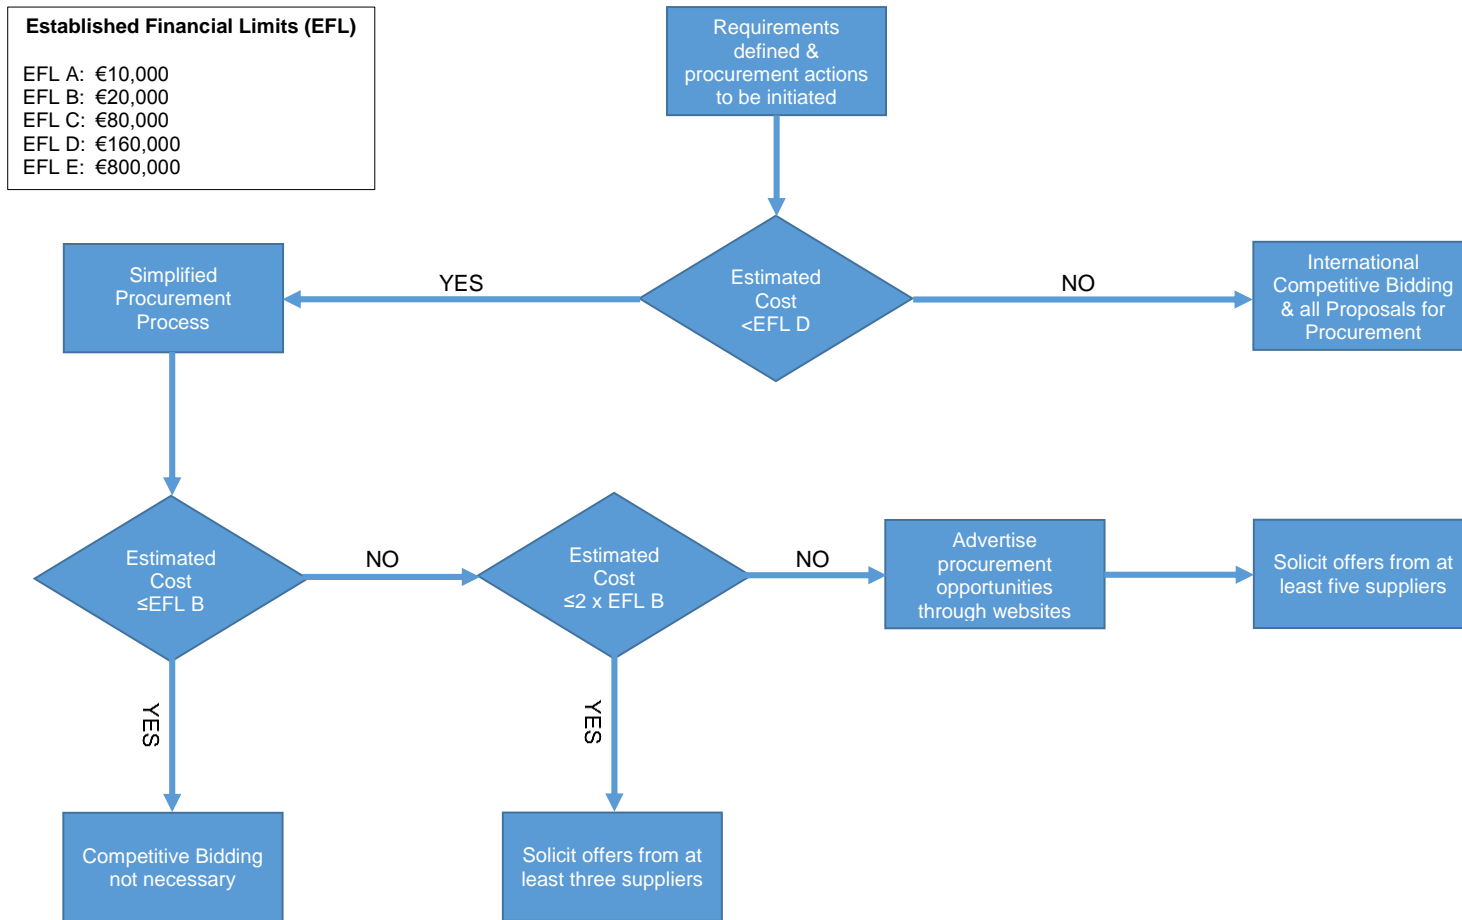 Established Financial Limits (EFL)
EFL A: €10,000
EFL B: €20,000
EFL C: €80,000
EFL D: €160,000
EFL E: €800,000
Requirements
defined &
procurement actions
to be initiated
Estimated
Cost
<EFL D
YES
NO
Simplified
Procurement
Process
International
Competitive Bidding
& all Proposals for
Procurement
Estimated
Cost
≤EFL B
NO
Estimated
Cost
≤2 x EFL B
NO
Advertise
procurement
opportunities
through websites
Solicit offers from at
least five suppliers
YES
YES
Competitive Bidding
not necessary
Solicit offers from at
least three suppliers